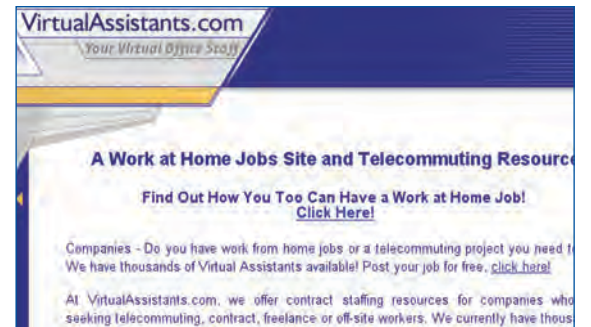 VirtualAssistants.com
Your Virtual Office Staff
A Work at Home Jobs Site and Telecommuting Resource
Find Out How You Too Can Have a Work at Home Job!
Click Here!
Companies - Do you have work from home jobs or a telecommuting project you need
We have thousands of Virtual Assistants available! Post your job for free, click here!
At VirtualAssistants.com, we offer contract staffing resources for companies who
seeking telecommuting, contract, freelance or off-site workers. We currently have thous